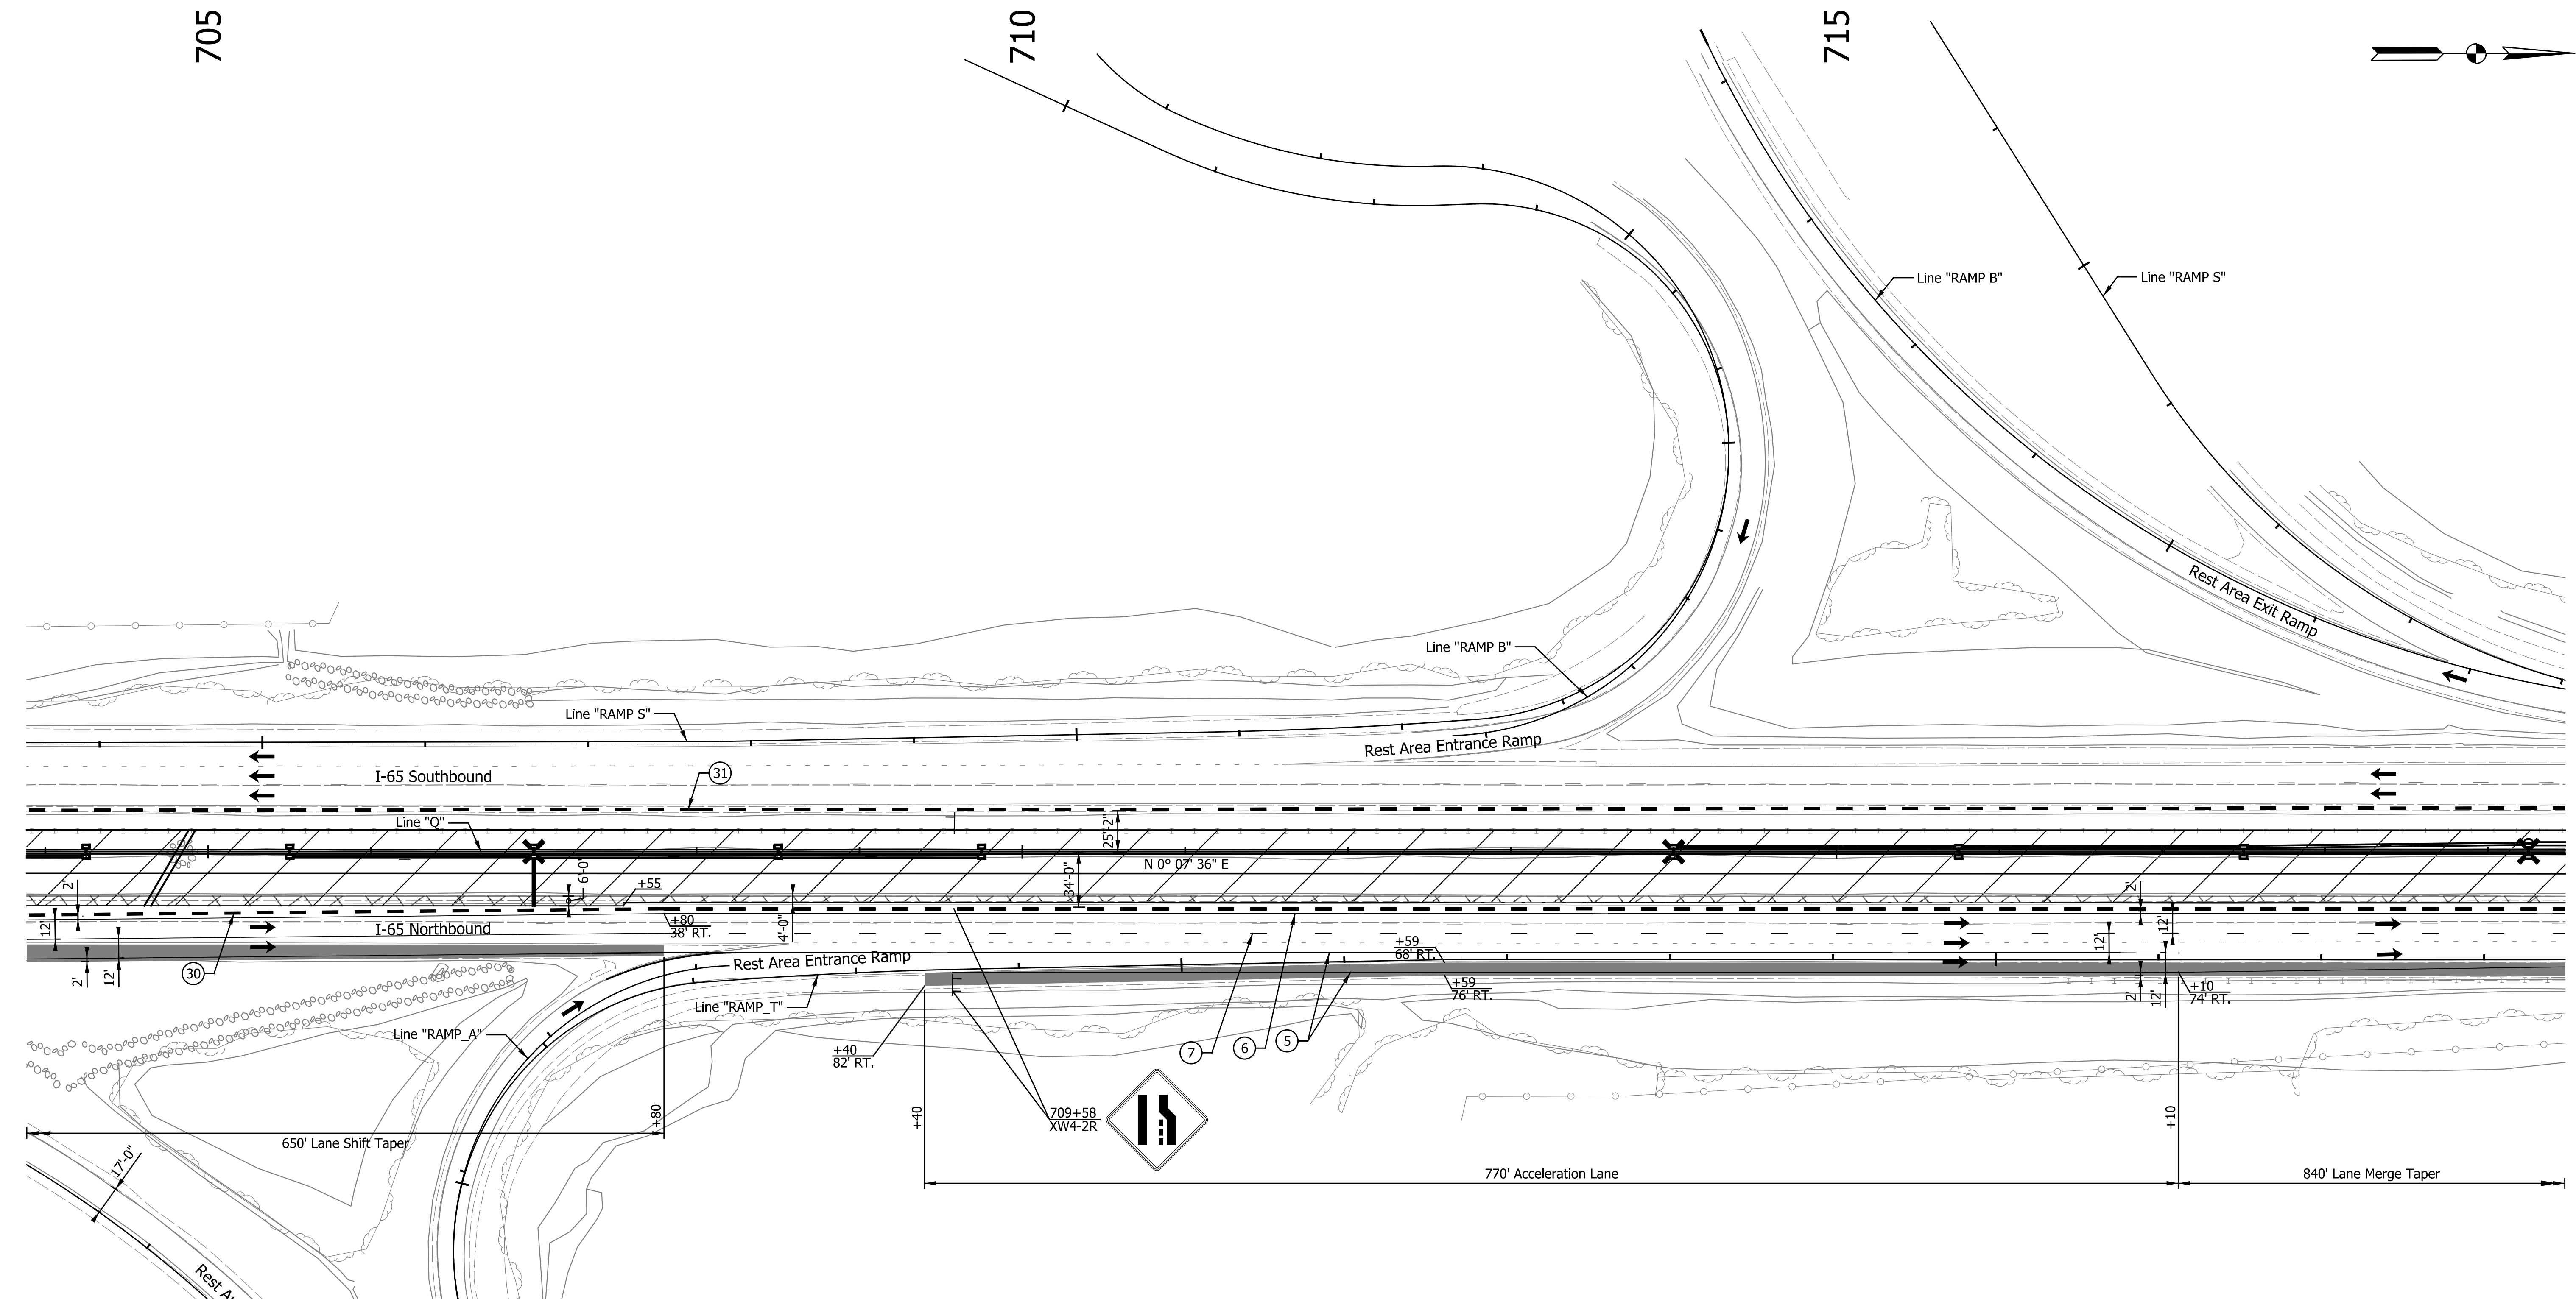 705
710
715
Line "RAMP B"
Line "RAMP S"
Rest Area Exit Ramp
Line "RAMP B"
Line "RAMP S"
Rest Area Entrance Ramp
I-65 Southbound
31
Line "Q"
25'-2"
N 0° 07' 36" E
34'-0"
6'-0"
2'
+55
2'
12'
+80
38' RT.
4'-0"
12'
12'
I-65 Northbound
+59
68' RT.
Rest Area Entrance Ramp
30
2'
12'
+59
76' RT.
2'
12'
+10
74' RT.
Line "RAMP_T"
Line "RAMP_A"
+40
82' RT.
7
6
5
+80
+40
709+58
XW4-2R
+10
650' Lane Shift Taper
17'-0"
770' Acceleration Lane
840' Lane Merge Taper